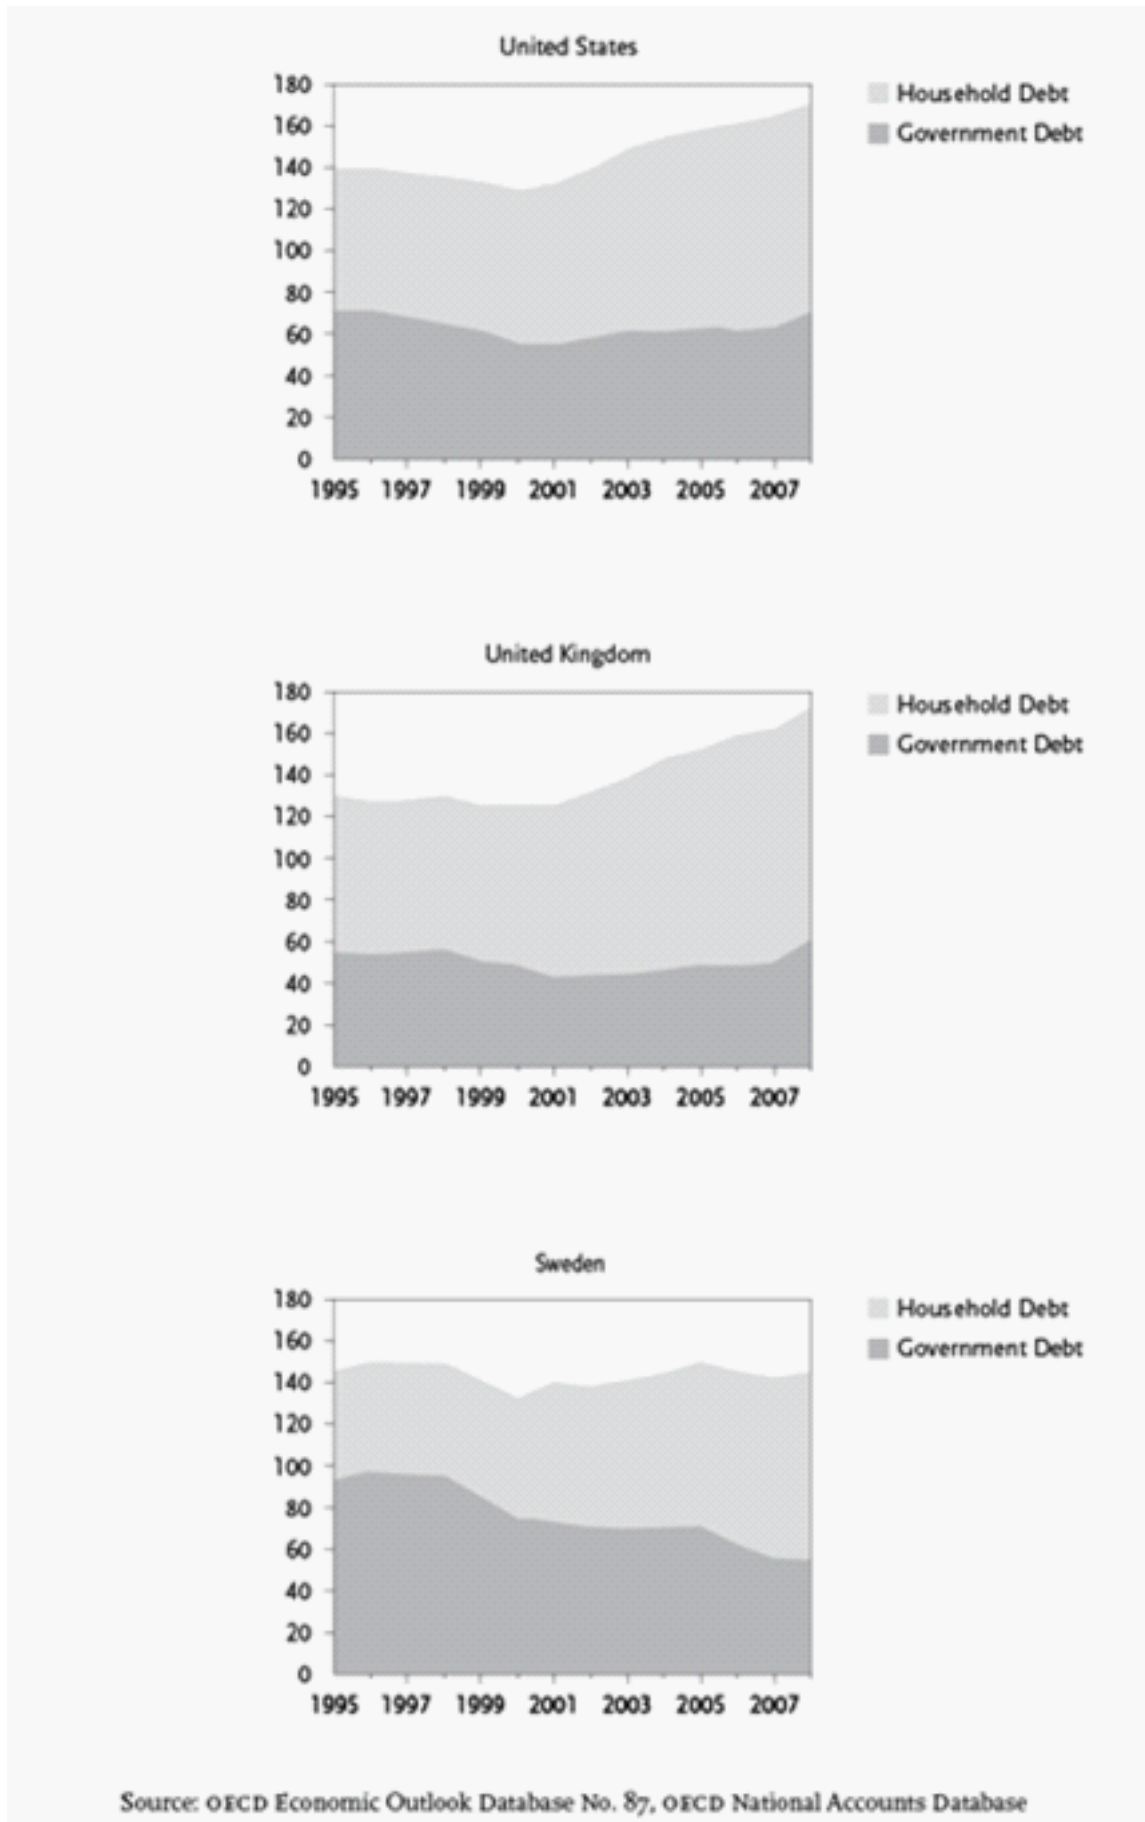 United States
180
160
140
120
100
80
60
40
20
0
1995 1997 1999 2001 2003 2005 2007
Household Debt
Government Debt
United Kingdom
180
160
140
120
100
80
60
40
20
0
1995 1997 1999 2001 2003 2005 2007
Household Debt
Government Debt
Sweden
180
160
140
120
100
80
60
40
20
0
1995 1997 1999 2001 2003 2005 2007
Household Debt
Government Debt
Source: OECD Economic Outlook Database No. 87, OECD National Accounts Database